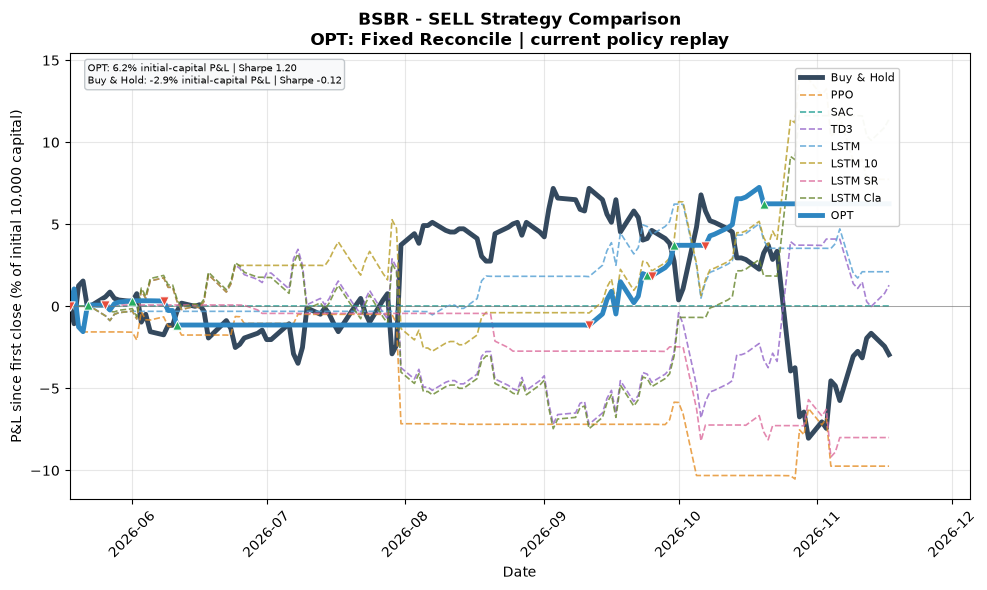 BSBR - SELL Strategy Comparison
OPT: Fixed Reconcile | current policy replay
OPT: 6.2% initial-capital P&L | Sharpe 1.20
Buy & Hold: -2.9% initial-capital P&L | Sharpe -0.12
Buy & Hold
PPO
SAC
TD3
LSTM
LSTM 10
LSTM SR
LSTM Cla
OPT
P&L since first close (% of initial 10,000 capital)
15
10
5
0
−5
−10
2026-06
2026-07
2026-08
2026-09
2026-10
2026-11
2026-12
Date